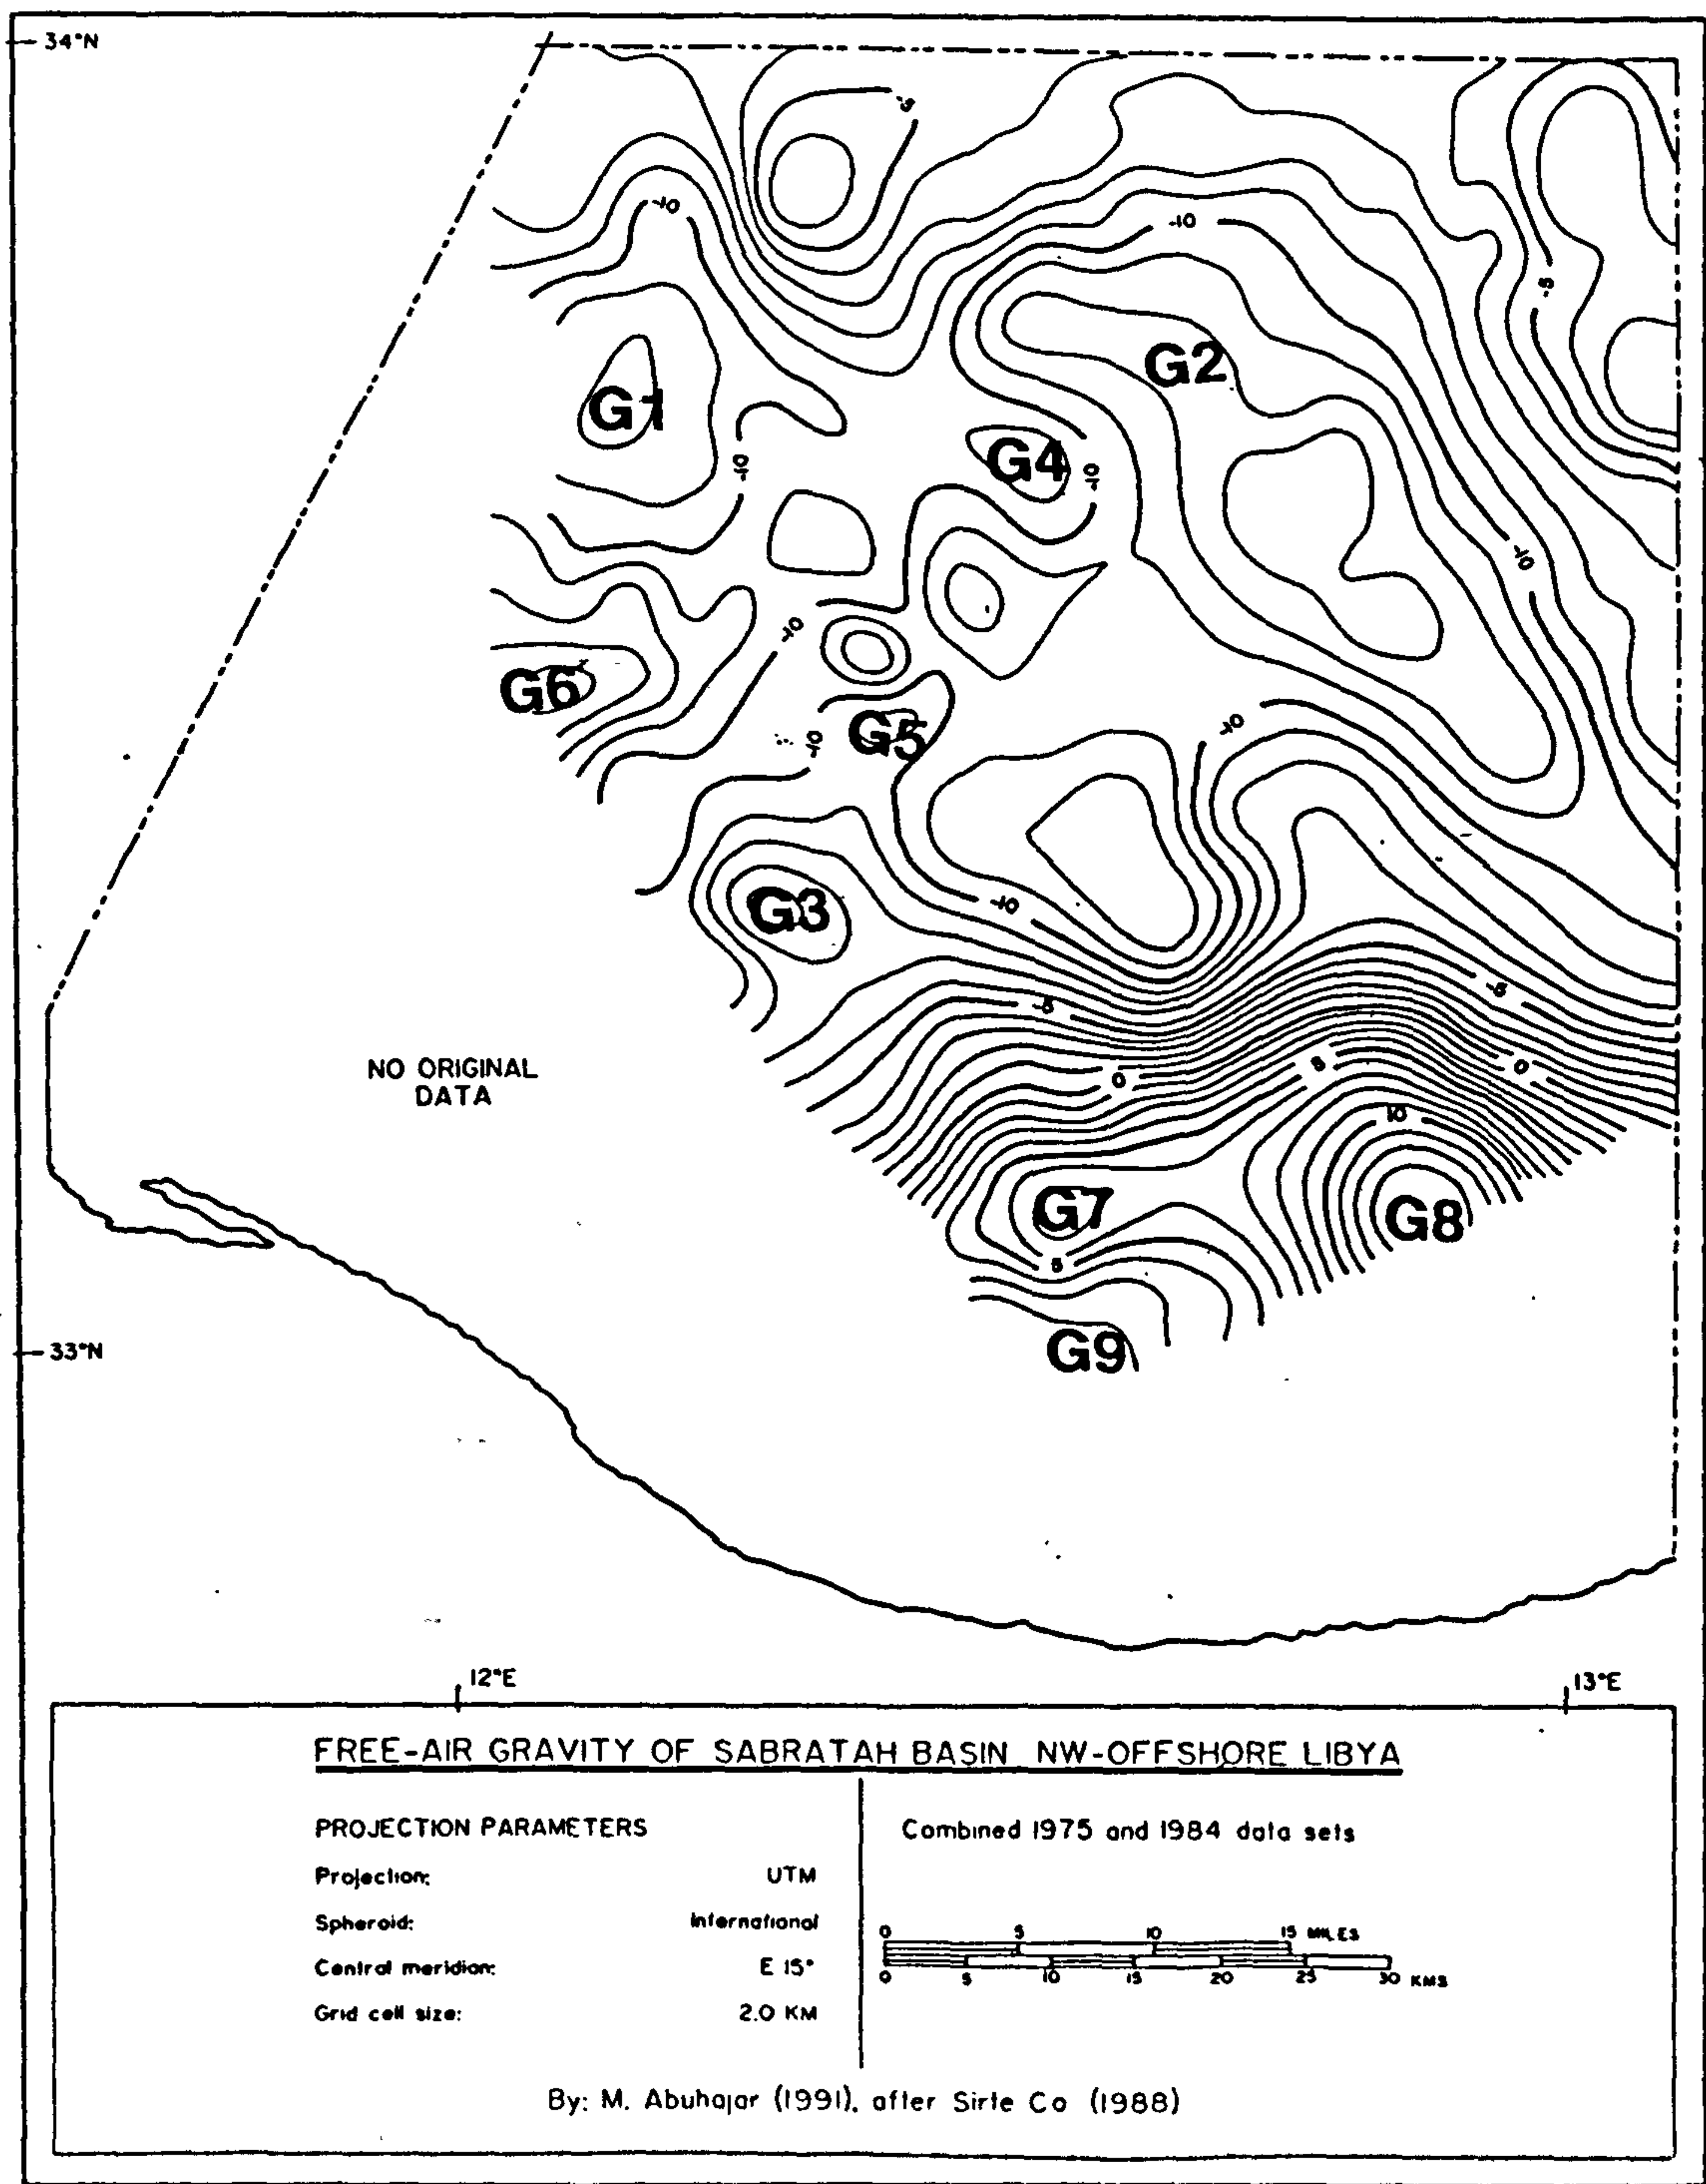 34°N
-5
-10
-10
-5
G2
G1
G4
-10
-10
-10
-10
G6
G5
-10
-10
G3
-10
-5
-5
NO ORIGINAL
DATA
0
5
0
10
G7
G8
5
33°N
G9
12°E
13°E
FREE-AIR GRAVITY OF SABRATAH BASIN NW-OFFSHORE LIBYA
PROJECTION PARAMETERS
Combined 1975 and 1984 data sets
Projection: UTM
Spheroid: International
0 5 10 15 MILES
Central meridion: E 15°
0 5 10 15 20 25 30 KMS
Grid cell size: 2.0 KM
By: M. Abuhajar (1991), after Sirte Co (1988)